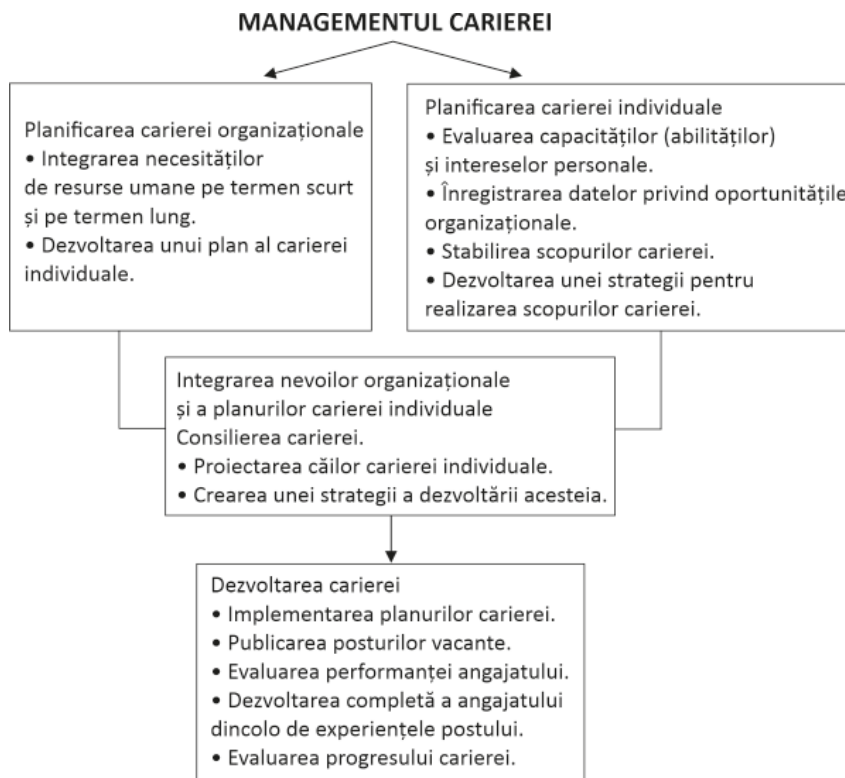 MANAGEMENTUL CARIEREI
Planificarea carierei organizaționale
• Integrarea necesităților
de resurse umane pe termen scurt
și pe termen lung.
• Dezvoltarea unui plan al carierei
individuale.
Planificarea carierei individuale
• Evaluarea capacităților (abilităților)
și intereselor personale.
• Înregistrarea datelor privind oportunitățile
organizaționale.
• Stabilirea scopurilor carierei.
• Dezvoltarea unei strategii pentru
realizarea scopurilor carierei.
Integrarea nevoilor organizaționale
și a planurilor carierei individuale
Consilierea carierei.
• Proiectarea căilor carierei individuale.
• Crearea unei strategii a dezvoltării acesteia.
Dezvoltarea carierei
• Implementarea planurilor carierei.
• Publicarea posturilor vacante.
• Evaluarea performanței angajatului.
• Dezvoltarea completă a angajatului
dincolo de experiențele postului.
• Evaluarea progresului carierei.